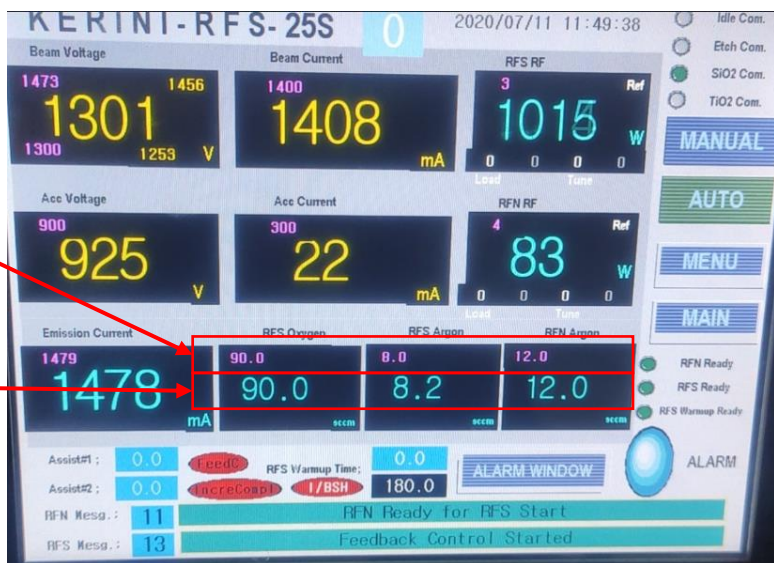 KERINI-RFS-25S 0 2020/07/11 11:49:38
Idle Com.
Etch Com.
SiO2 Com.
TiO2 Com.
Beam Voltage Beam Current RFS RF
1473 1456 1400 3 Ref
1301 1408 W
1300 1253 V mA 0 0 0 0
Load Tune
MANUAL
AUTO
Acc Voltage Acc Current RFN RF
900 300 4 Ref
925 22 83 W
V mA 0 0 0 0
Load Tune
MENU
MAIN
Emission Current RFS Oxygen RFS Argon RFN Argon
1479 90.0 8.0 12.0
1478 90.0 8.2 12.0
mA sccm sccm sccm
RFN Ready
RFS Ready
RFS Warmup Ready
Assist#1 ; 0.0 FeedC RFS Warmup Time; 0.0 ALARM WINDOW ALARM
Assist#2 ; 0.0 IncreCompl I/BSH 180.0
RFN Mesg.: 11 RFN Ready for RFS Start
RFS Mesg.: 13 Feedback Control Started